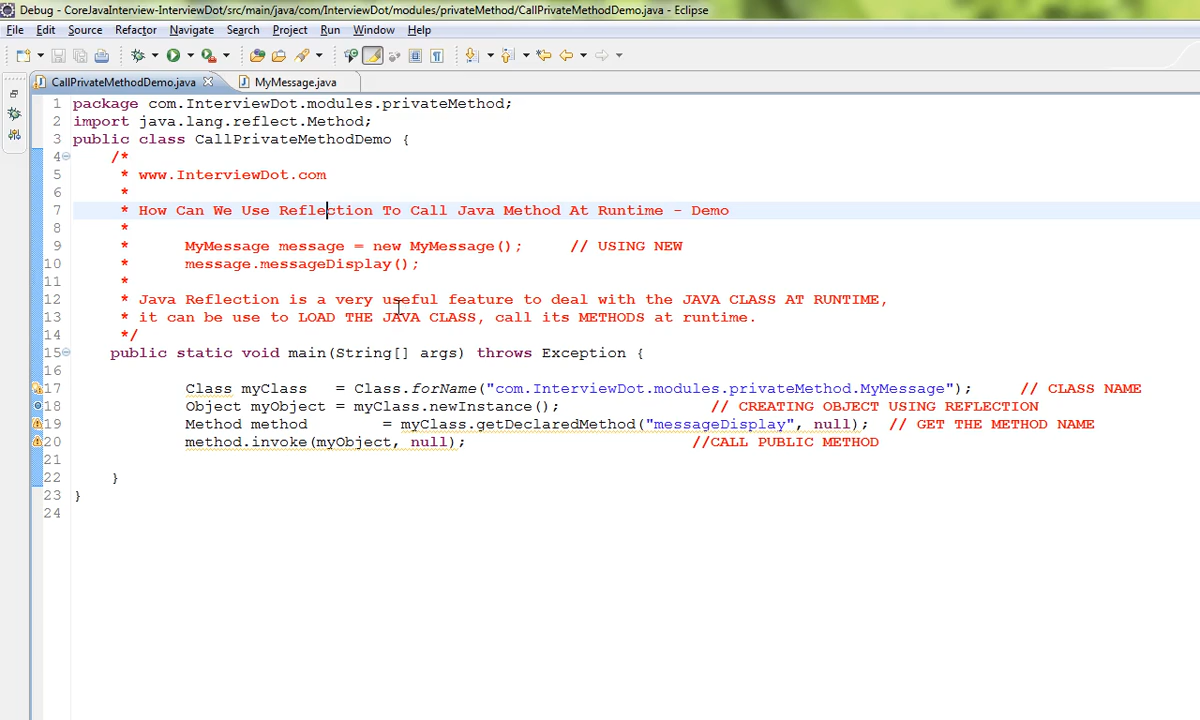 Debug - CoreJavaInterview-InterviewDot/src/main/java/com/InterviewDot/modules/privateMethod/CallPrivateMethodDemo.java - Eclipse
File Edit Source Refactor Navigate Search Project Run Window Help
CallPrivateMethodDemo.java MyMessage.java
1 package com.InterviewDot.modules.privateMethod;
2 import java.lang.reflect.Method;
3 public class CallPrivateMethodDemo {
4 /*
5 * www.InterviewDot.com
6 *
7 * How Can We Use Reflection To Call Java Method At Runtime - Demo
8 *
9 * MyMessage message = new MyMessage(); // USING NEW
10 * message.messageDisplay();
11 *
12 * Java Reflection is a very useful feature to deal with the JAVA CLASS AT RUNTIME,
13 * it can be use to LOAD THE JAVA CLASS, call its METHODS at runtime.
14 */
15 public static void main(String[] args) throws Exception {
16
17 Class myClass = Class.forName("com.InterviewDot.modules.privateMethod.MyMessage"); // CLASS NAME
18 Object myObject = myClass.newInstance(); // CREATING OBJECT USING REFLECTION
19 Method method = myClass.getDeclaredMethod("messageDisplay", null); // GET THE METHOD NAME
20 method.invoke(myObject, null); //CALL PUBLIC METHOD
21
22 }
23 }
24